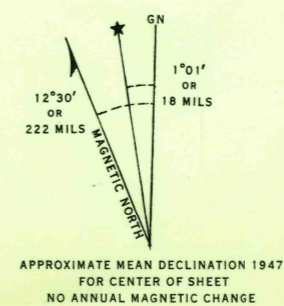 GN
1°01'
OR
18 MILS
12°30'
OR
222 MILS
MAGNETIC NORTH
APPROXIMATE MEAN DECLINATION 1947
FOR CENTER OF SHEET
NO ANNUAL MAGNETIC CHANGE